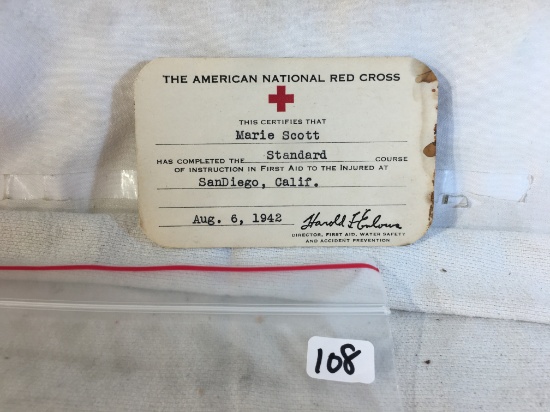 THE AMERICAN NATIONAL RED CROSS
THIS CERTIFIES THAT
Marie Scott
HAS COMPLETED THE Standard COURSE
OF INSTRUCTION IN FIRST AID TO THE INJURED AT
SanDiego, Calif.
Aug. 6, 1942
DIRECTOR, FIRST AID, WATER SAFETY
AND ACCIDENT PREVENTION
108